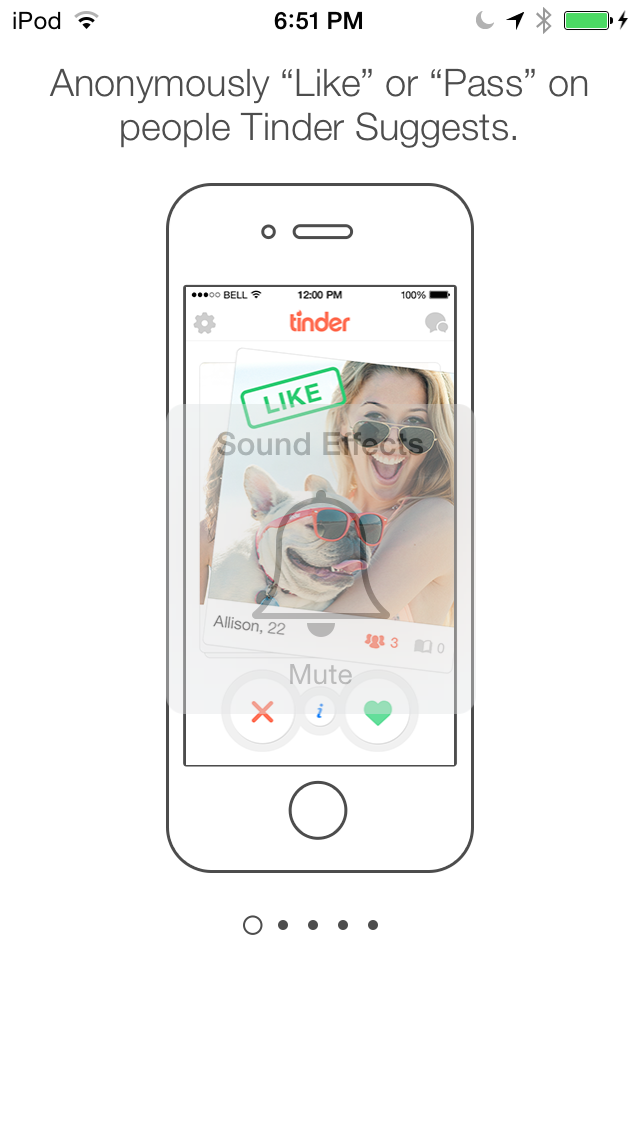 iPod 6:51 PM
Anonymously “Like” or “Pass” on
people Tinder Suggests.
BELL 12:00 PM 100%
tinder
LIKE
Sound Effects
Allison, 22 3 0
Mute
i